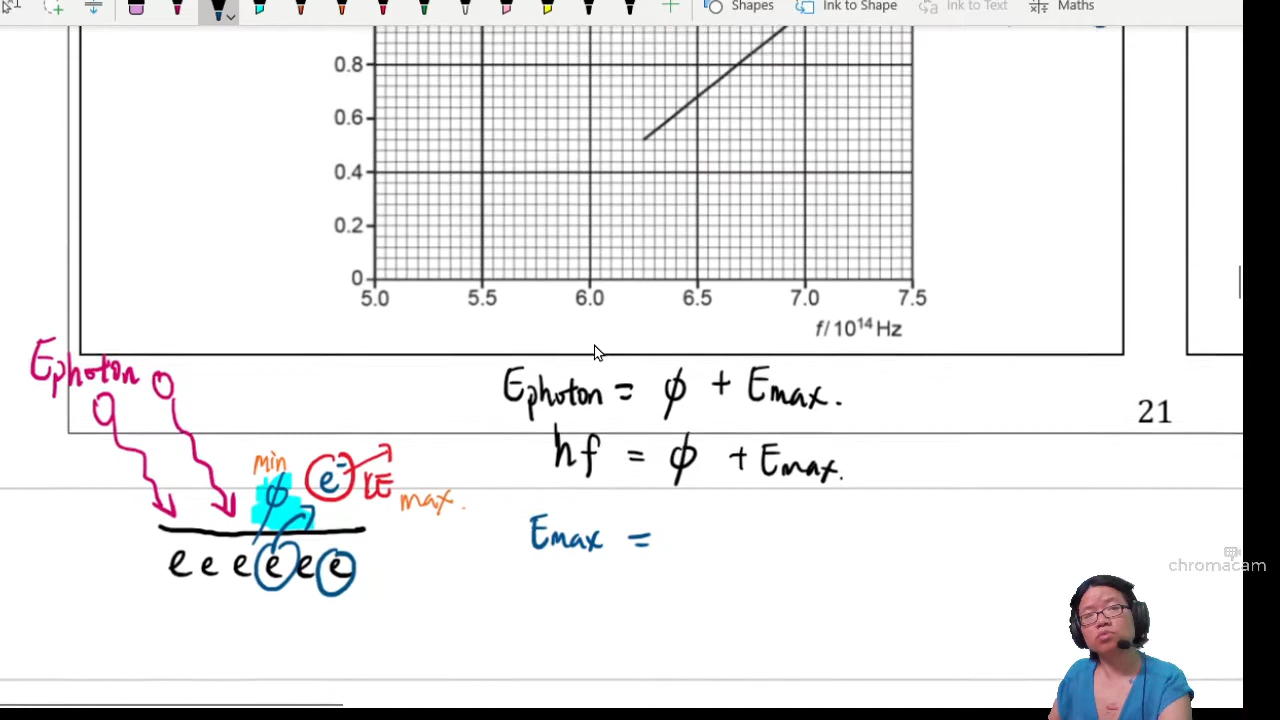 Shapes Ink to Shape Ink to Text Maths
0.8
0.6
0.4
0.2
0
5.0 5.5 6.0 6.5 7.0 7.5
f/10¹⁴Hz
21
Ephoton
Ephoton = ϕ + Emax.
hf = ϕ + Emax.
Emax =
min
ϕ
e⁻
KE max.
e e e e e e
chromacam